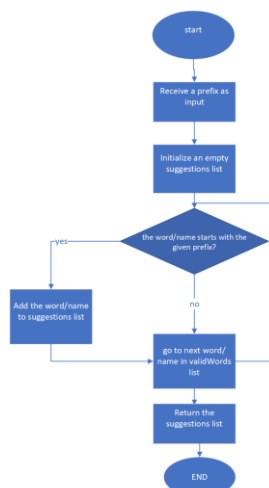 start
Receive a prefix as
input
Initialize an empty
suggestions list
the word/name starts with the
given prefix?
yes
Add the word/name
to suggestions list
no
go to next word/
name in validWords
list
Return the
suggestions list
END